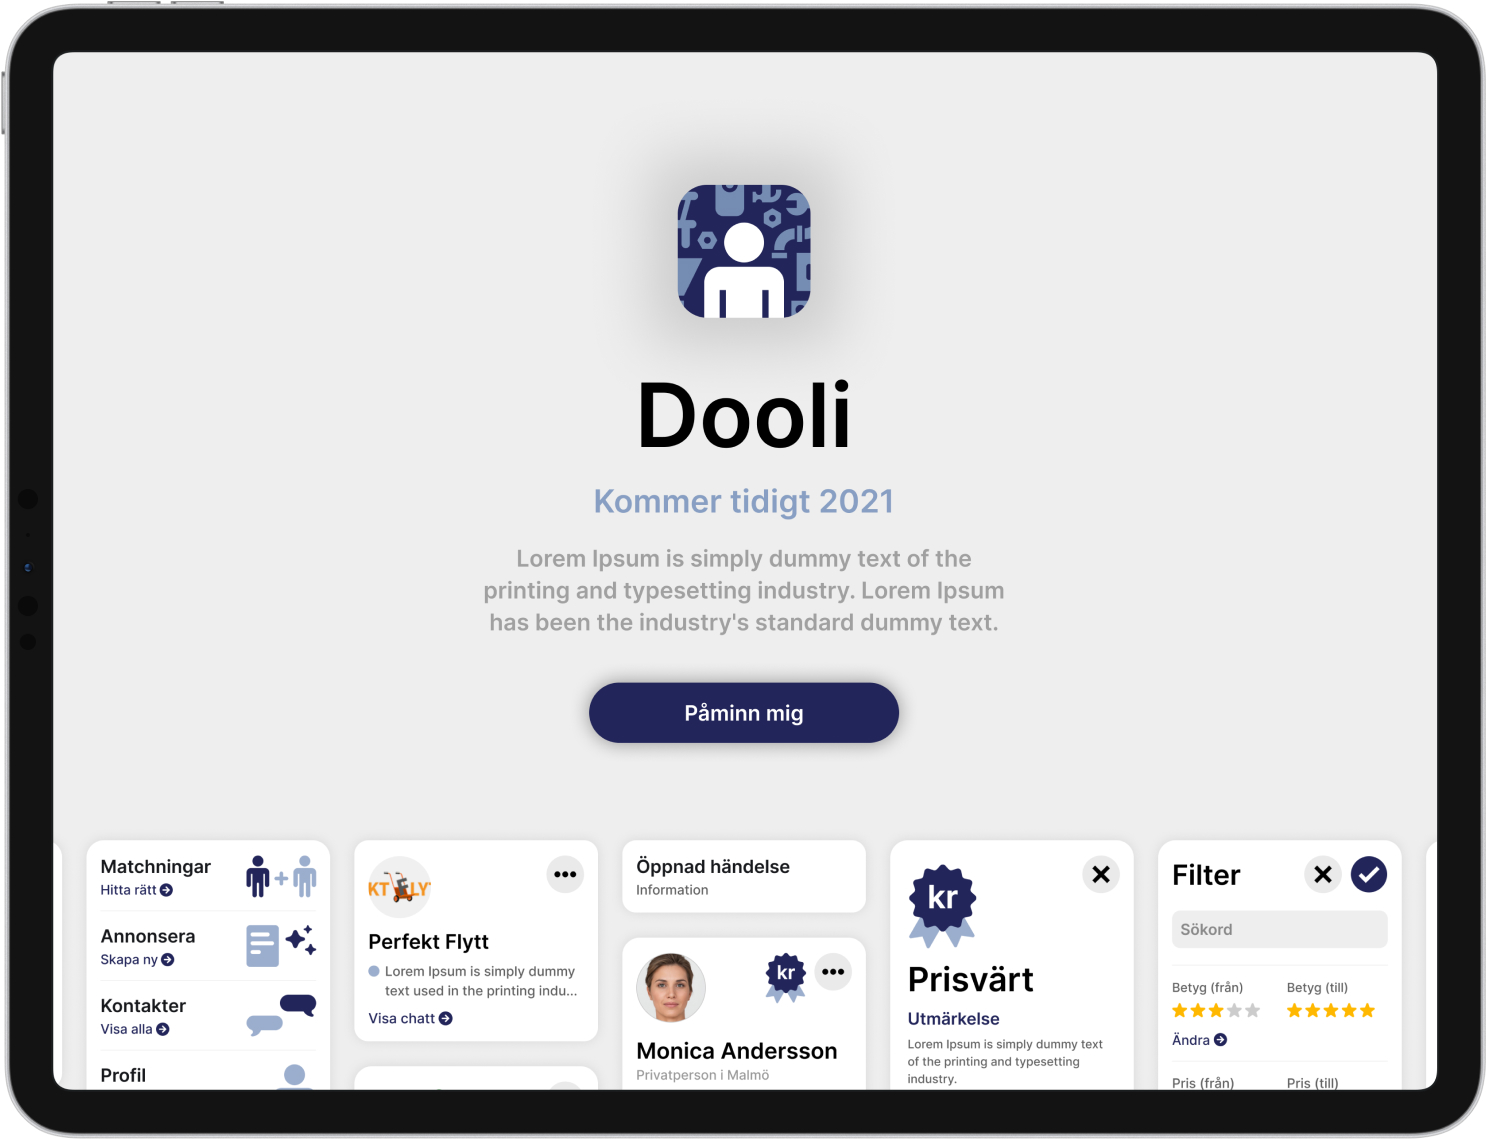 Dooli
Kommer tidigt 2021
Lorem Ipsum is simply dummy text of the
printing and typesetting industry. Lorem Ipsum
has been the industry's standard dummy text.
Påminn mig
Matchningar
Hitta rätt
Annonsera
Skapa ny
Kontakter
Visa alla
Profil
KT LY
Perfekt Flytt
Lorem Ipsum is simply dummy
text used in the printing indu...
Visa chatt
Öppnad händelse
Information
kr
Monica Andersson
Privatperson i Malmö
kr
Prisvärt
Utmärkelse
Lorem Ipsum is simply dummy text
of the printing and typesetting
industry.
Filter
Sökord
Betyg (från) Betyg (till)
Ändra
Pris (från) Pris (till)